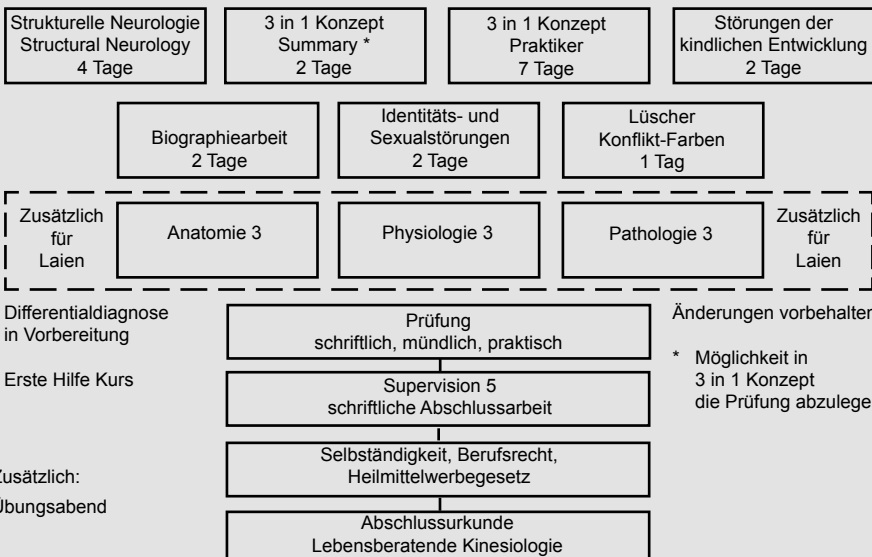 Strukturelle Neurologie
Structural Neurology
4 Tage
3 in 1 Konzept
Summary *
2 Tage
3 in 1 Konzept
Praktiker
7 Tage
Störungen der
kindlichen Entwicklung
2 Tage
Biographiearbeit
2 Tage
Identitäts- und
Sexualstörungen
2 Tage
Lüscher
Konflikt-Farben
1 Tag
Zusätzlich
für
Laien
Anatomie 3
Physiologie 3
Pathologie 3
Zusätzlich
für
Laien
Differentialdiagnose
in Vorbereitung
Erste Hilfe Kurs
Zusätzlich:
Übungsabend
Prüfung
schriftlich, mündlich, praktisch
Supervision 5
schriftliche Abschlussarbeit
Selbständigkeit, Berufsrecht,
Heilmittelwerbegesetz
Abschlussurkunde
Lebensberatende Kinesiologie
Änderungen vorbehalten
* Möglichkeit in
3 in 1 Konzept
die Prüfung abzulege